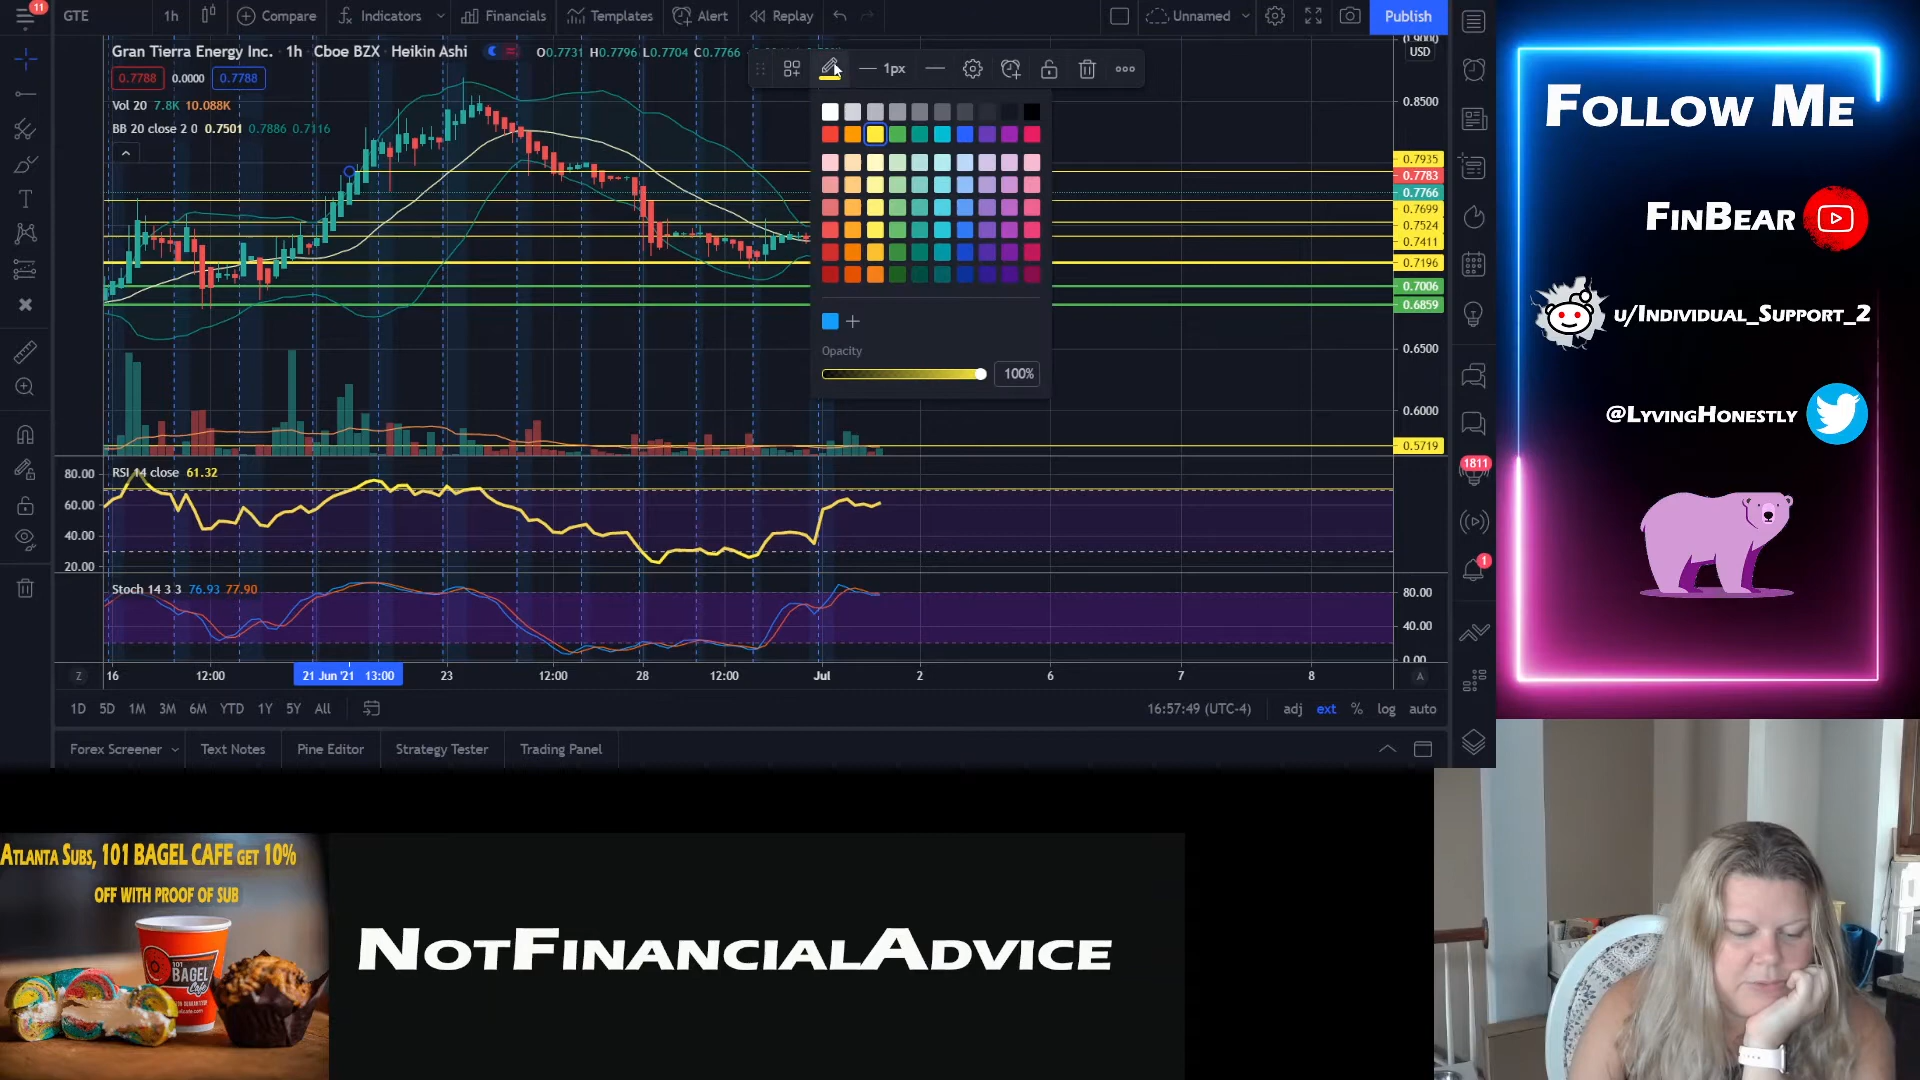 11
GTE 1h Compare Indicators Financials Templates Alert Replay Unnamed Publish
Gran Tierra Energy Inc. · 1h · Cboe BZX · Heikin Ashi O0.7731 H0.7796 L0.7704 C0.7766
USD
0.7788 0.0000 0.7788
1px
Vol 20 7.8K 10.088K
BB 20 close 2 0 0.7501 0.7886 0.7116
0.8500
0.7935
0.7783
0.7766
0.7699
0.7524
0.7411
0.7196
0.7006
0.6859
0.6500
0.6000
0.5719
Opacity
100%
RSI 14 close 61.32
80.00
60.00
40.00
20.00
Stoch 14 3 3 76.93 77.90
80.00
40.00
0.00
Z 16 12:00 21 Jun '21 13:00 23 12:00 28 12:00 Jul 2 6 7 8 A
1D 5D 1M 3M 6M YTD 1Y 5Y All 16:57:49 (UTC-4) adj ext % log auto
Forex Screener Text Notes Pine Editor Strategy Tester Trading Panel
1811
1
Follow Me
FinBear
u/Individual_Support_2
@LyvingHonestly
Atlanta Subs, 101 BAGEL CAFE get 10%
OFF WITH PROOF OF SUB
101
BAGEL
Cafe
NotFinancialAdvice